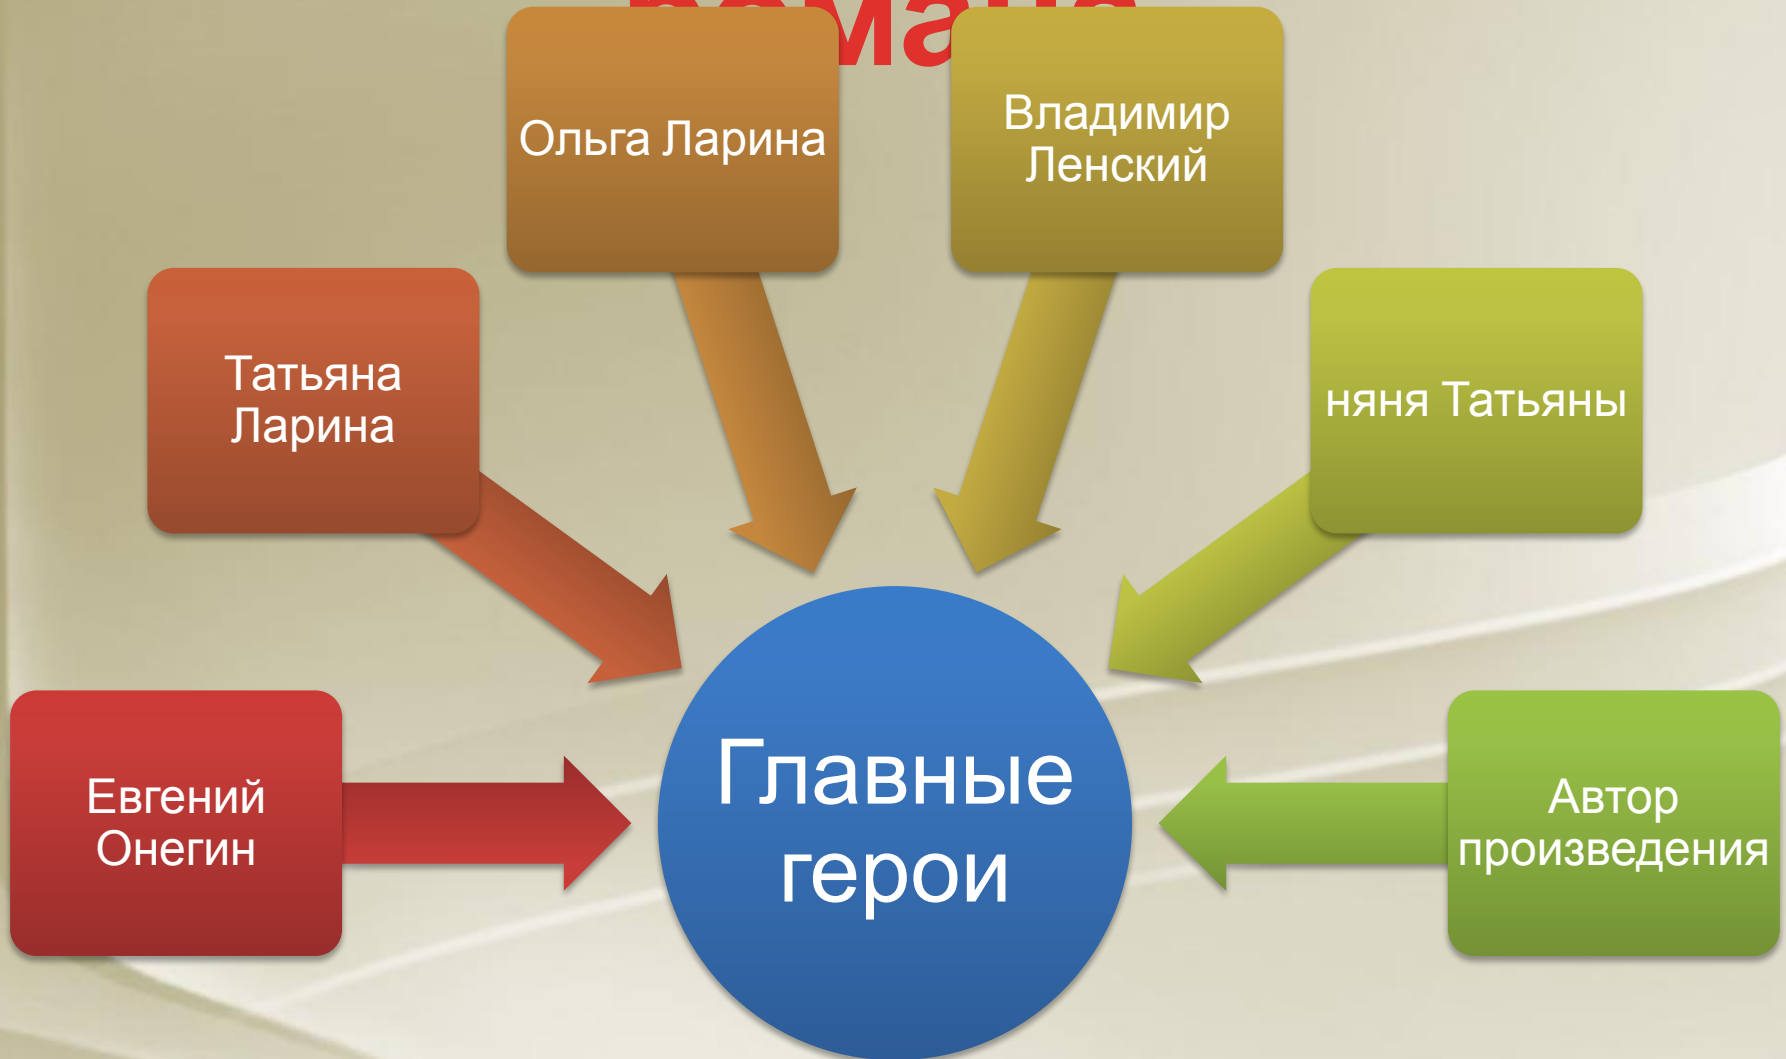 Ольга Ларина
Владимир
Ленский
Татьяна
Ларина
няня Татьяны
Евгений
Онегин
Главные
герои
Автор
произведения